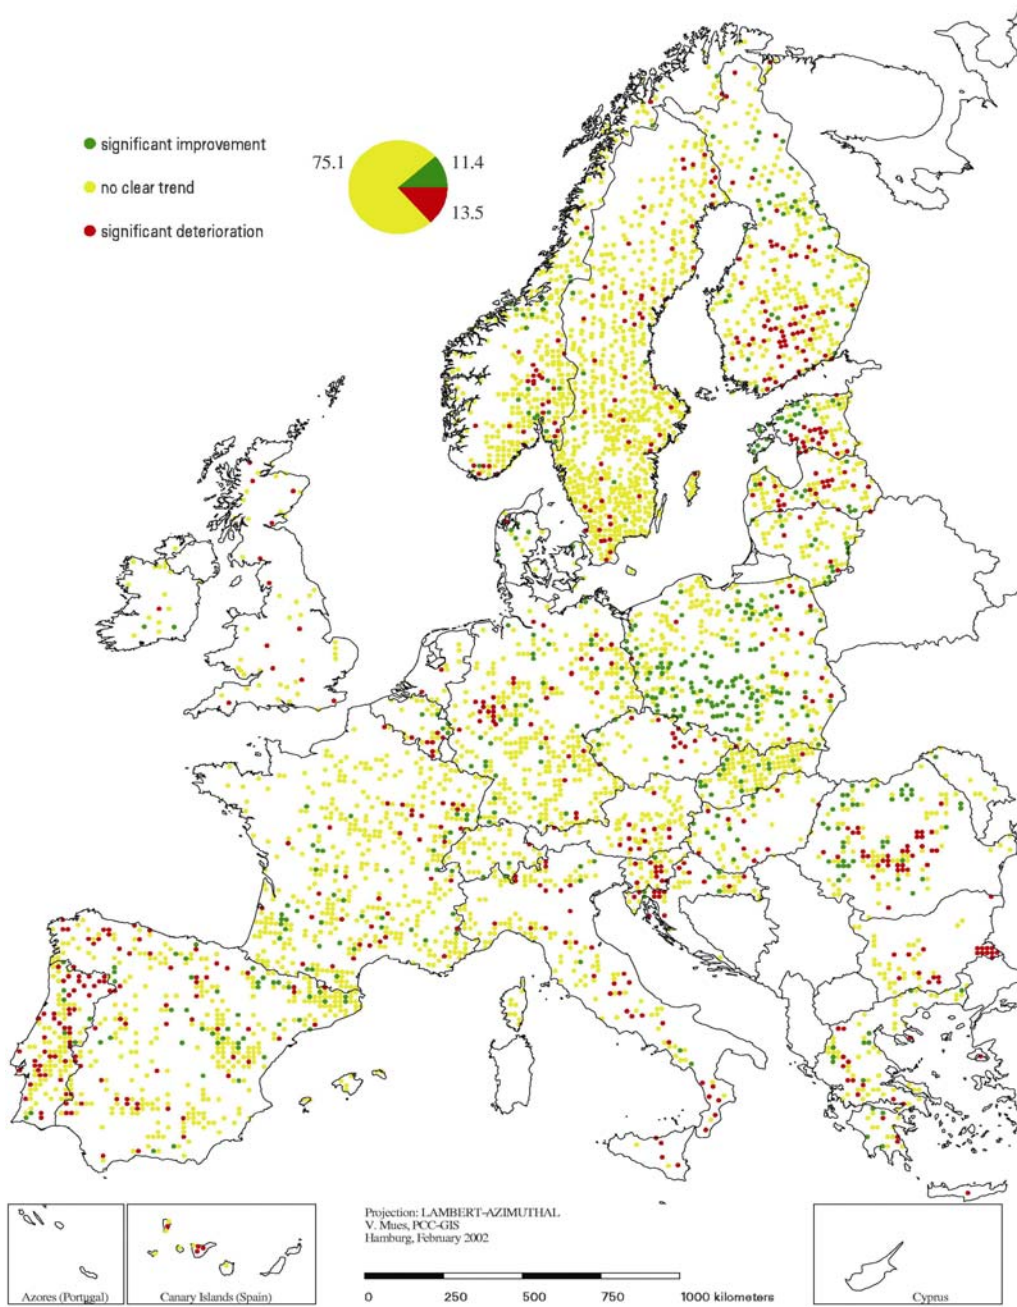 significant improvement
no clear trend
significant deterioration
75.1
11.4
13.5
Projection: LAMBERT-AZIMUTHAL
V. Mues, PCC-GIS
Hamburg, February 2002
0 250 500 750 1000 kilometers
Azores (Portugal)
Canary Islands (Spain)
Cyprus